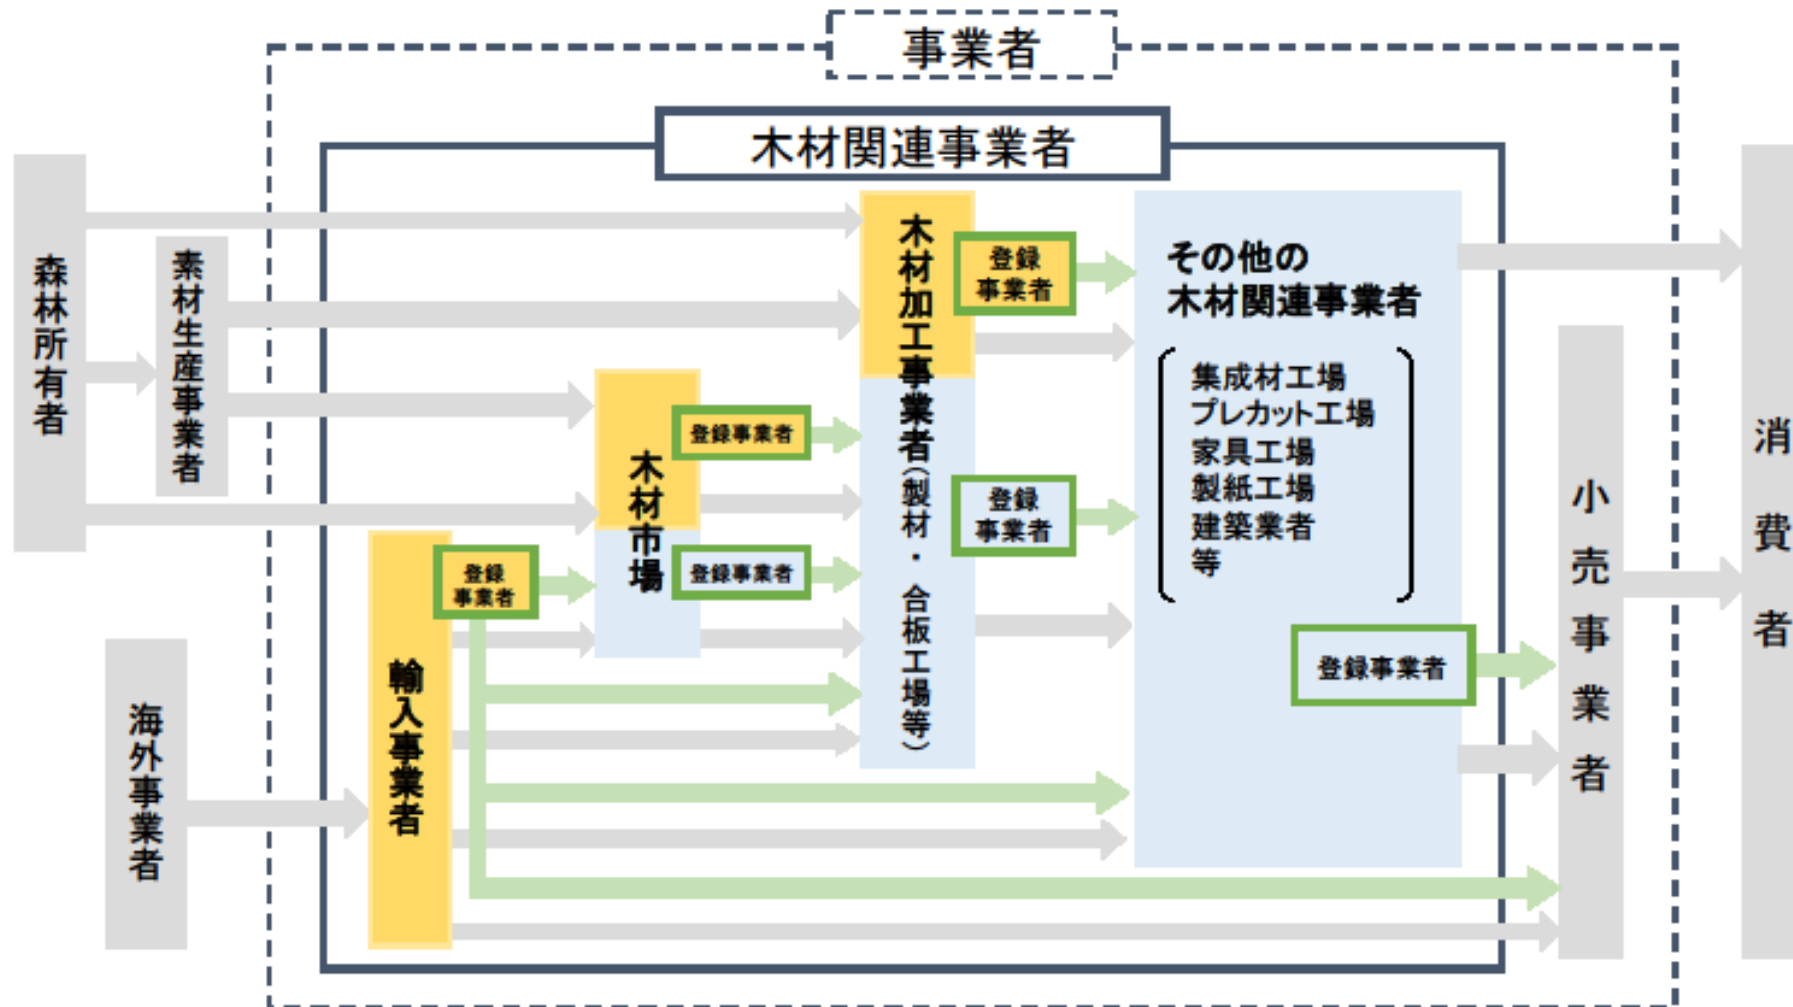 事業者
木材関連事業者
森林所有者
素材生産事業者
海外事業者
輸入事業者
登録
事業者
木材市場
登録事業者
登録事業者
木材加工事業者(製材・合板工場等)
登録
事業者
登録
事業者
その他の
木材関連事業者
集成材工場
プレカット工場
家具工場
製紙工場
建築業者
等
登録事業者
小売事業者
消費者